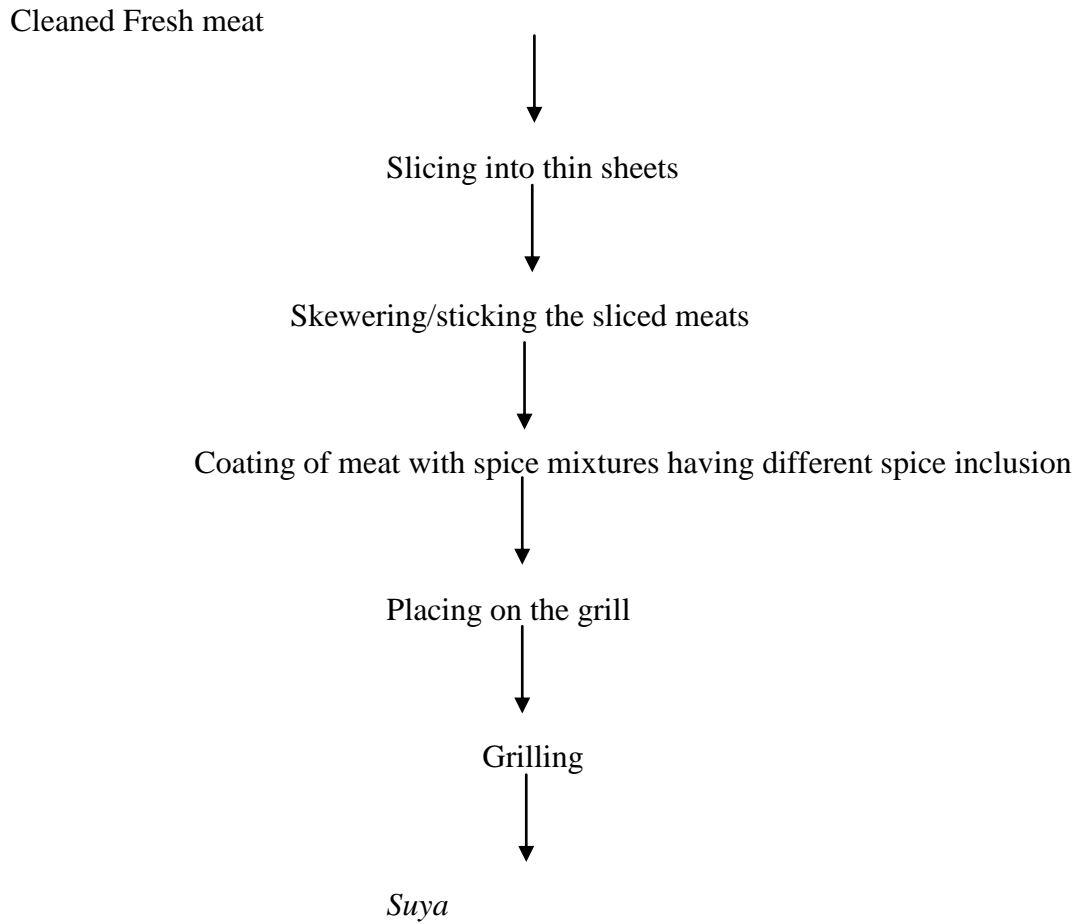 Cleaned Fresh meat
Slicing into thin sheets
Skewering/sticking the sliced meats
Coating of meat with spice mixtures having different spice inclusion
Placing on the grill
Grilling
Suya